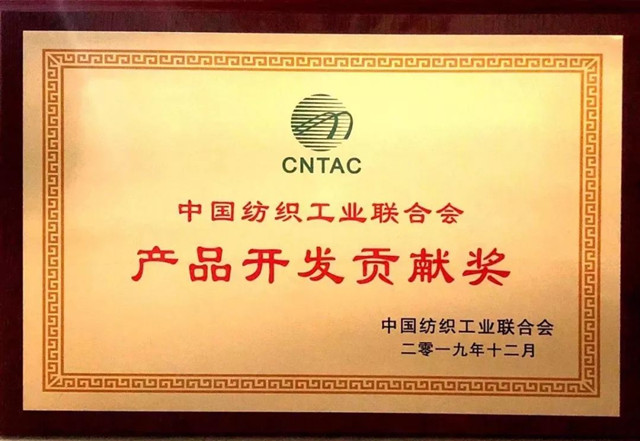 CNTAC
中国纺织工业联合会
产品开发贡献奖
中国纺织工业联合会
二零一九年十二月